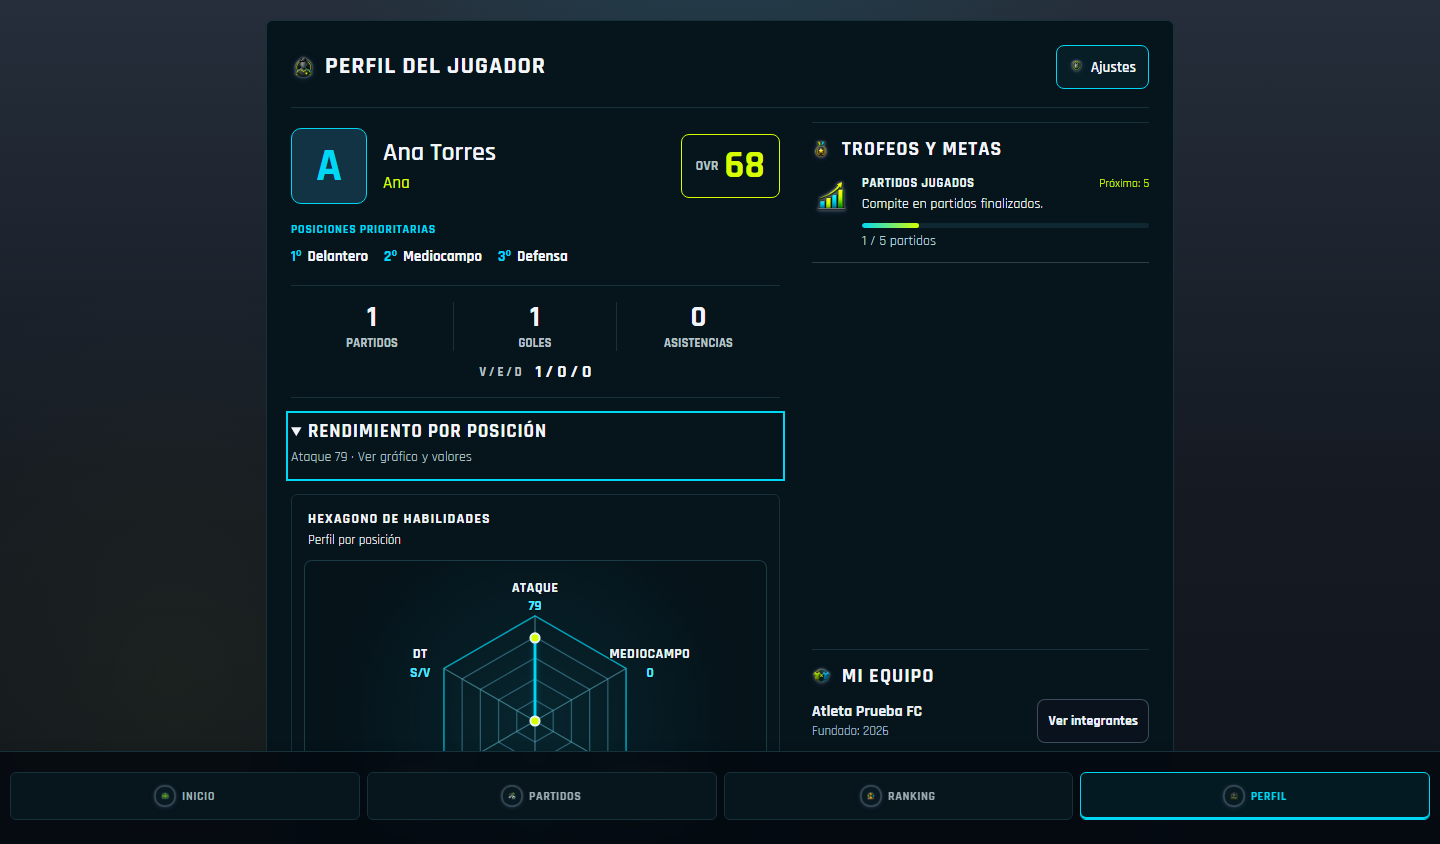 PERFIL DEL JUGADOR
Ajustes
A
Ana Torres
Ana
OVR 68
POSICIONES PRIORITARIAS
1º Delantero 2º Mediocampo 3º Defensa
1
PARTIDOS
1
GOLES
0
ASISTENCIAS
V / E / D 1 / 0 / 0
▼ RENDIMIENTO POR POSICIÓN
Ataque 79 · Ver gráfico y valores
HEXAGONO DE HABILIDADES
Perfil por posición
ATAQUE
79
DT
S/V
MEDIOCAMPO
0
TROFEOS Y METAS
PARTIDOS JUGADOS
Próxima: 5
Compite en partidos finalizados.
1 / 5 partidos
MI EQUIPO
Atleta Prueba FC
Fundado: 2026
Ver integrantes
INICIO
PARTIDOS
RANKING
PERFIL